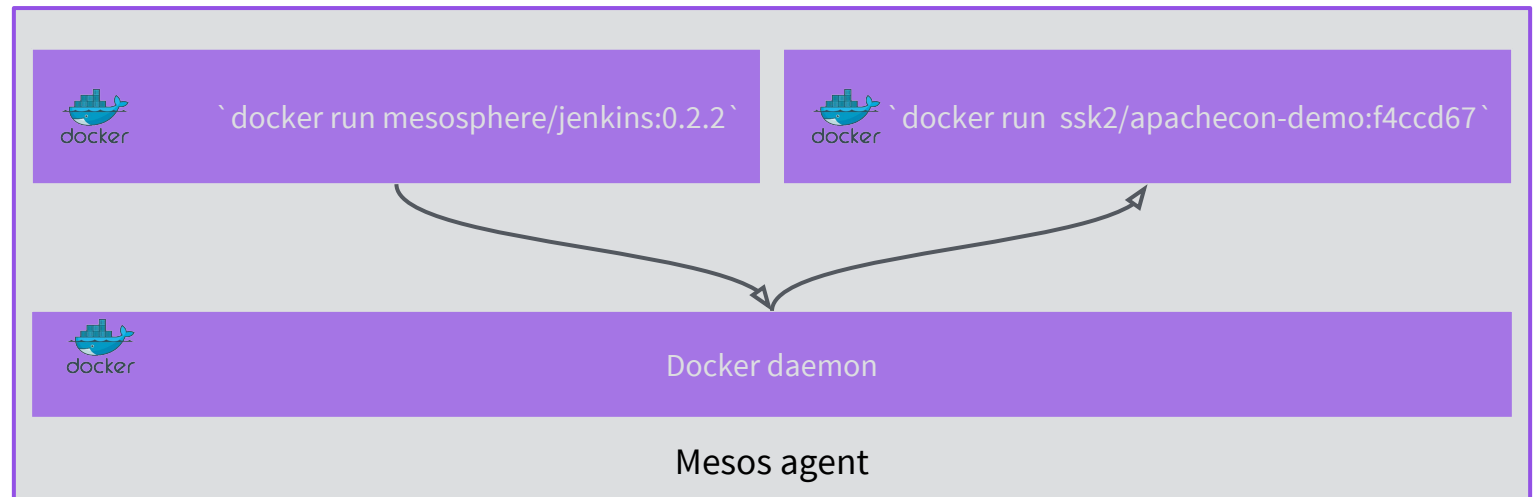 docker
`docker run mesosphere/jenkins:0.2.2`
docker
`docker run  ssk2/apachecon-demo:f4ccd67`
docker
Docker daemon
Mesos agent